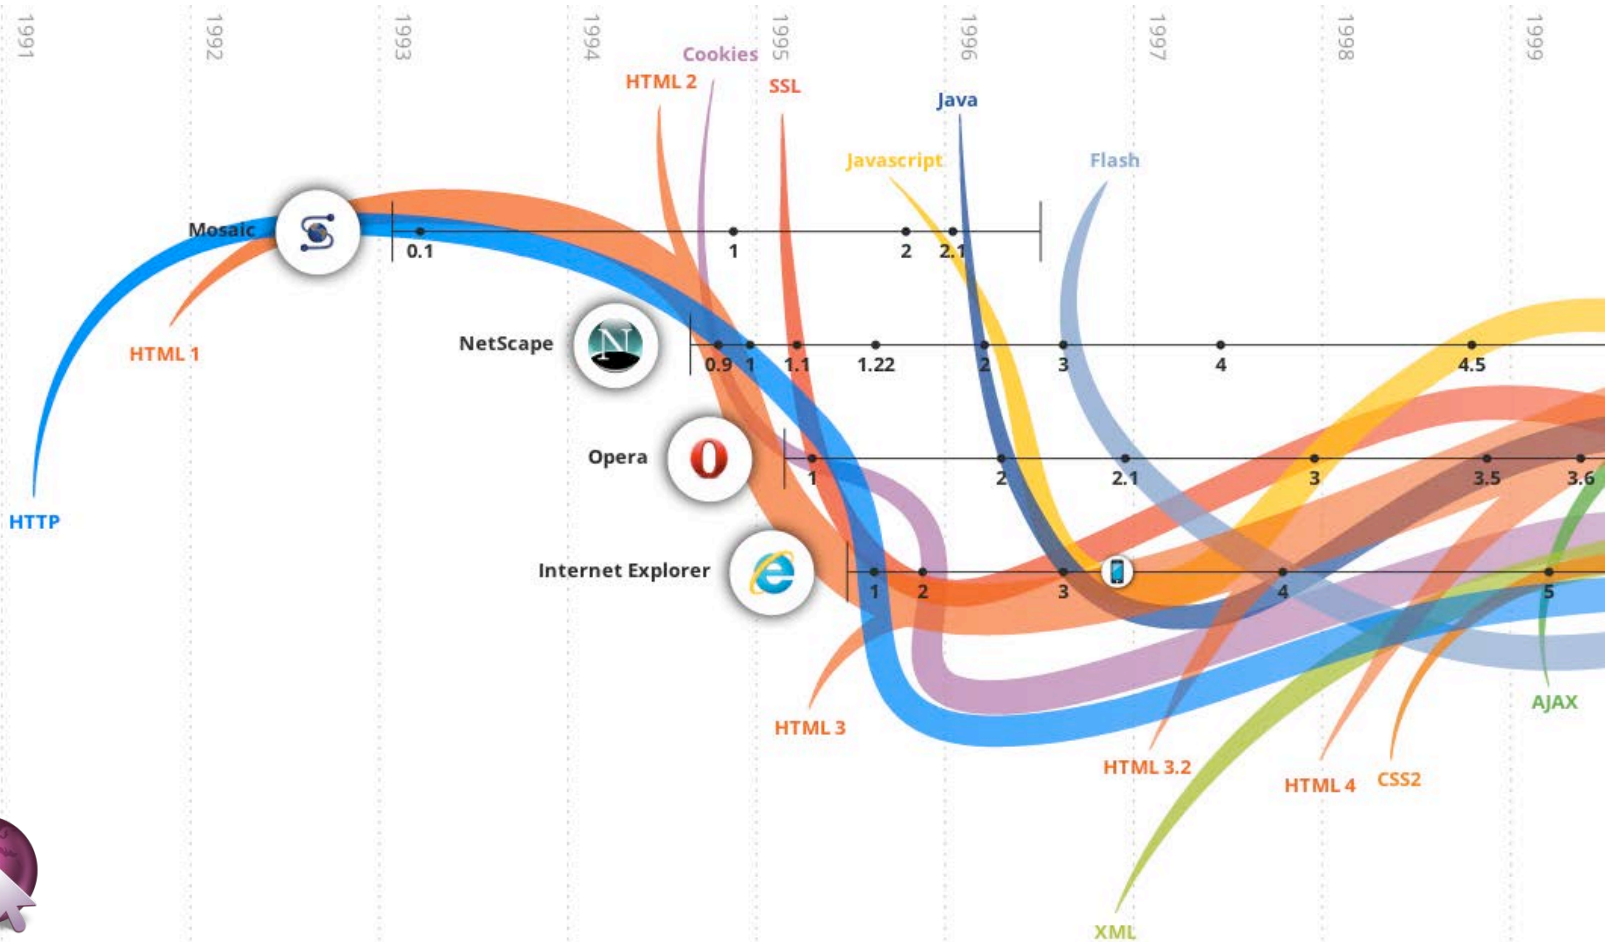 1991
1992
1993
1994
1995
1996
1997
1998
1999
Cookies
HTML 2
SSL
Java
Javascript
Flash
Mosaic
0.1
1
2
2.1
HTML 1
NetScape
N
0.9
1
1.1
1.22
2
3
4
4.5
Opera
1
2
2.1
3
3.5
3.6
HTTP
Internet Explorer
1
2
3
4
5
HTML 3
AJAX
HTML 3.2
HTML 4
CSS2
XML